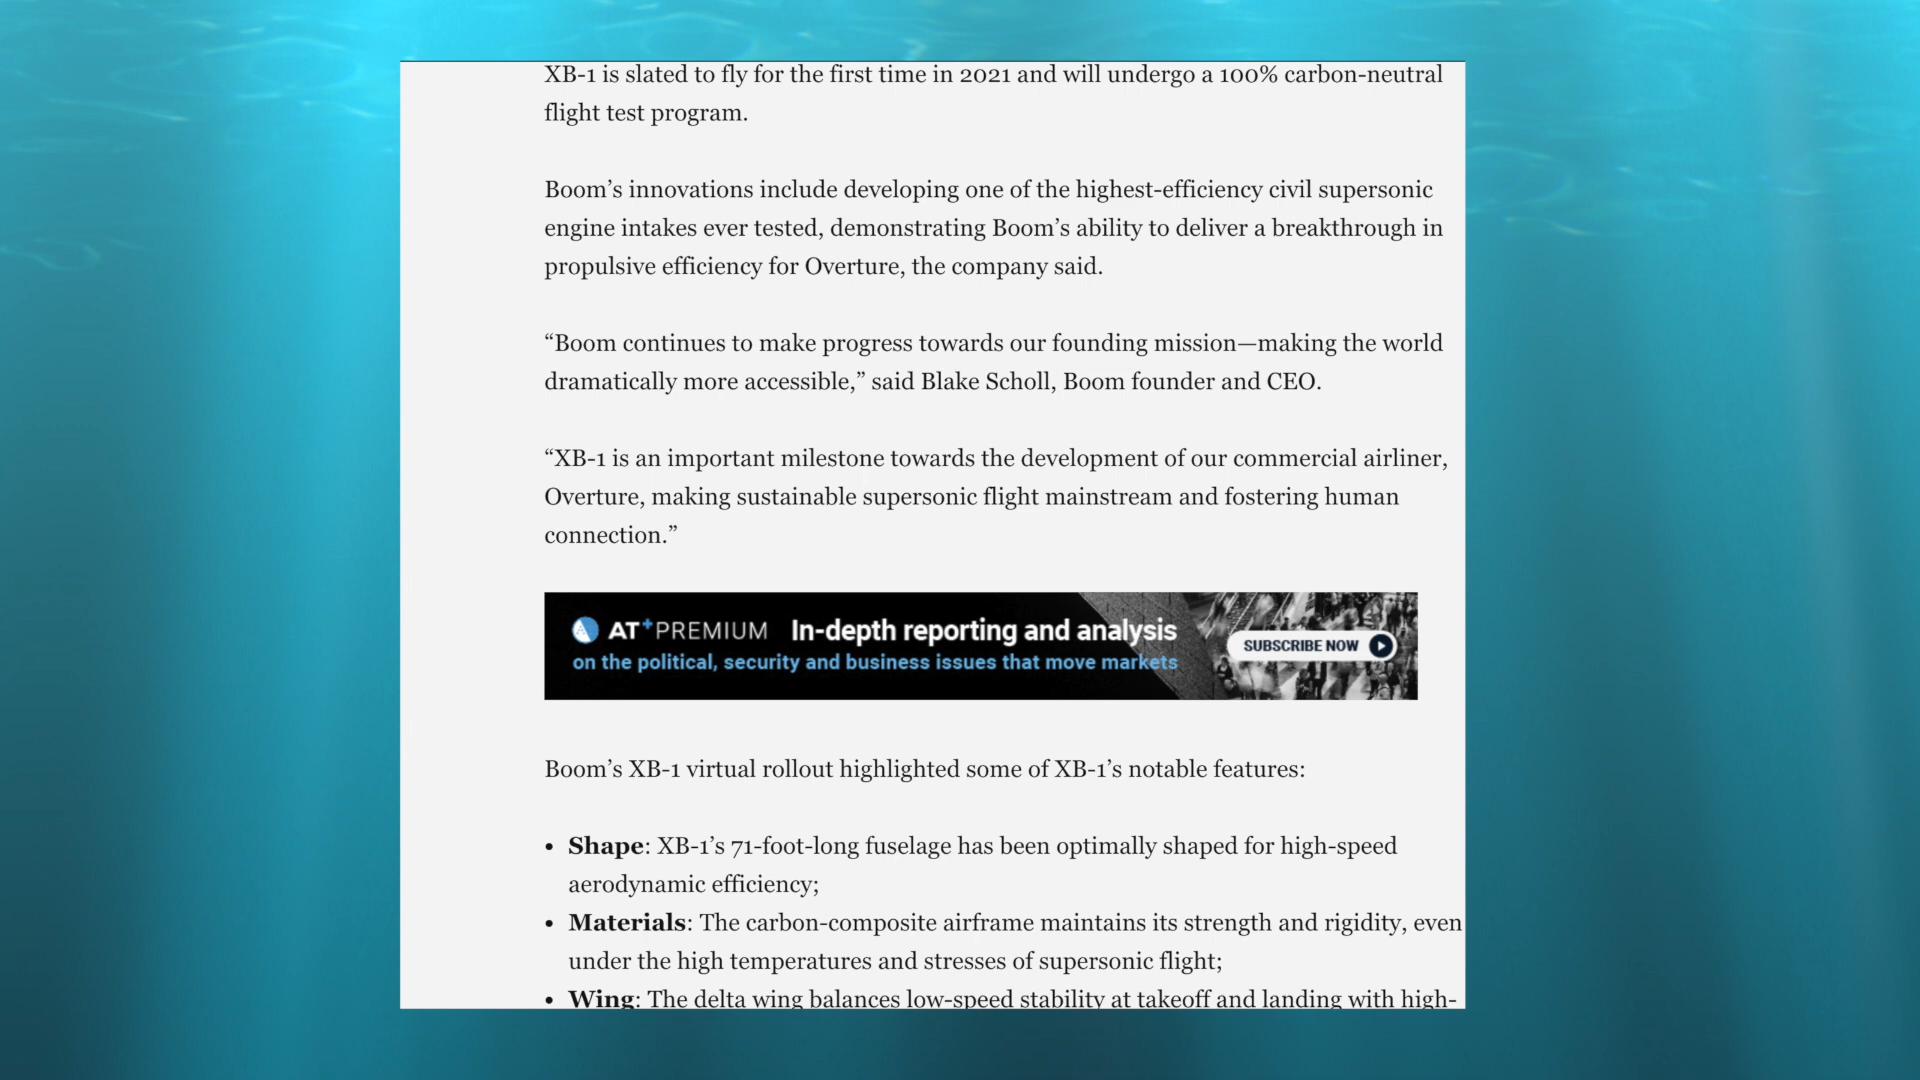 XB-1 is slated to fly for the first time in 2021 and will undergo a 100% carbon-neutral
flight test program.
Boom’s innovations include developing one of the highest-efficiency civil supersonic
engine intakes ever tested, demonstrating Boom’s ability to deliver a breakthrough in
propulsive efficiency for Overture, the company said.
“Boom continues to make progress towards our founding mission—making the world
dramatically more accessible,” said Blake Scholl, Boom founder and CEO.
“XB-1 is an important milestone towards the development of our commercial airliner,
Overture, making sustainable supersonic flight mainstream and fostering human
connection.”
AT+PREMIUM In-depth reporting and analysis
on the political, security and business issues that move markets
SUBSCRIBE NOW
Boom’s XB-1 virtual rollout highlighted some of XB-1’s notable features:
• Shape: XB-1’s 71-foot-long fuselage has been optimally shaped for high-speed
aerodynamic efficiency;
• Materials: The carbon-composite airframe maintains its strength and rigidity, even
under the high temperatures and stresses of supersonic flight;
• Wing: The delta wing balances low-speed stability at takeoff and landing with high-